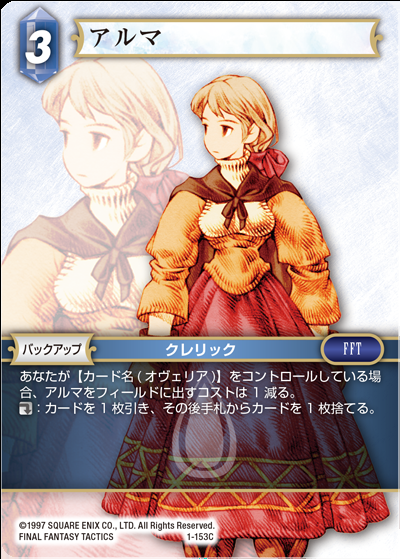 3
アルマ
バックアップ
クレリック
FFT
あなたが【カード名(オヴェリア)】をコントロールしている場
合、アルマをフィールドに出すコストは 1 減る。
:カードを 1 枚引き、その後手札からカードを 1 枚捨てる。
©1997 SQUARE ENIX CO., LTD. All Rights Reserved.
FINAL FANTASY TACTICS
1-153C